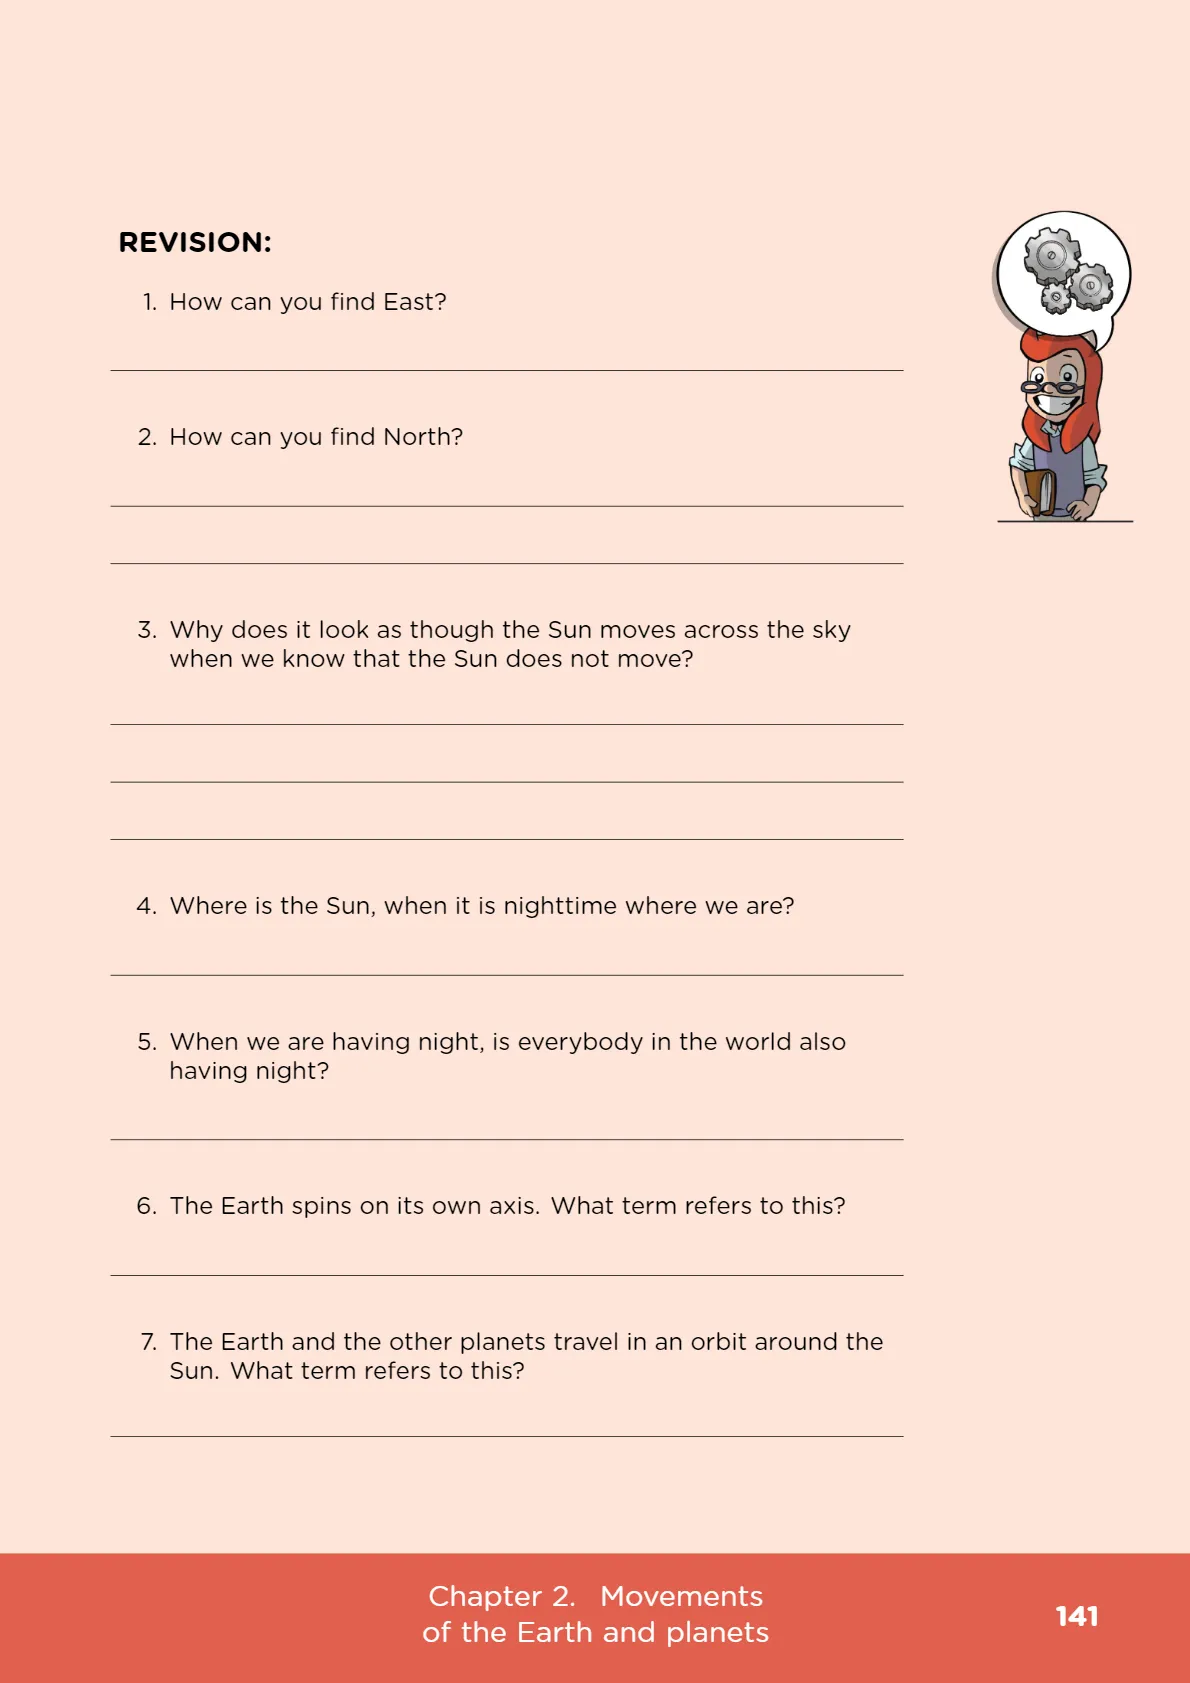 REVISION:
1. How can you find East?
2. How can you find North?
3. Why does it look as though the Sun moves across the sky
when we know that the Sun does not move?
4. Where is the Sun, when it is nighttime where we are?
5. When we are having night, is everybody in the world also
having night?
6. The Earth spins on its own axis. What term refers to this?
7. The Earth and the other planets travel in an orbit around the
Sun. What term refers to this?
Chapter 2. Movements
of the Earth and planets
141